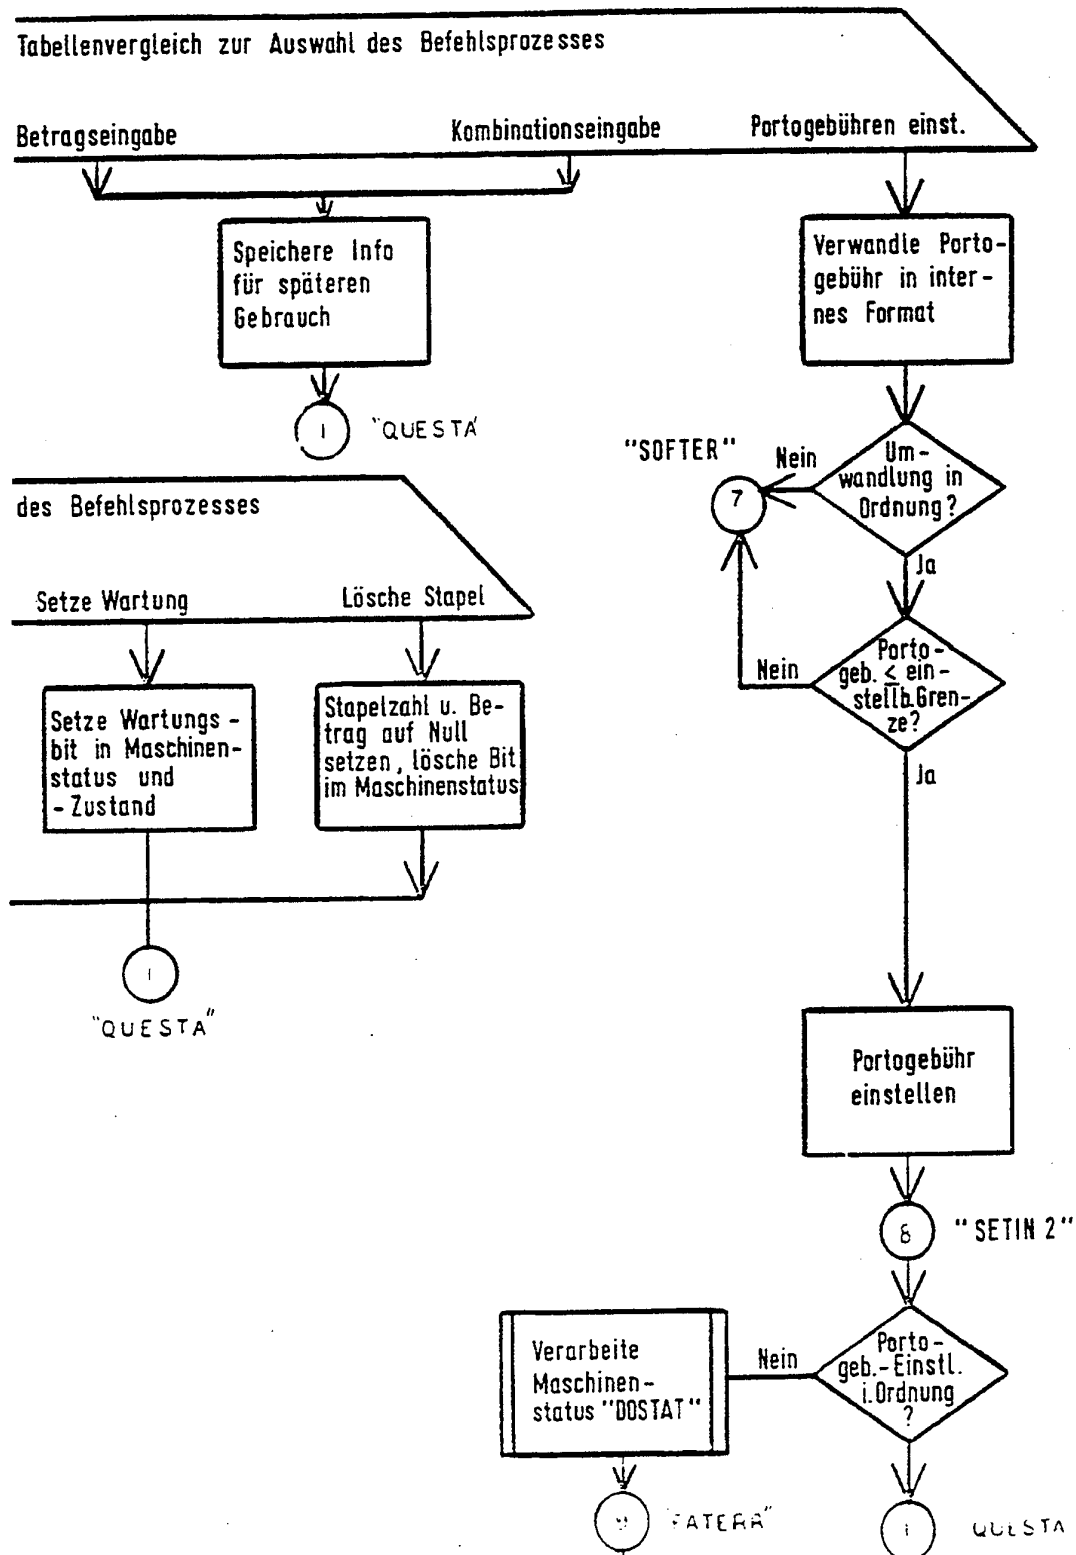 Tabellenvergleich zur Auswahl des Befehlsprozesses
Betragseingabe
Kombinationseingabe
Portogebühren einst.
Speichere Info
für späteren
Gebrauch
1 "QUESTA"
Verwandle Porto-
gebühr in inter-
nes Format
"SOFTER"
7
Nein
Um-
wandlung in
Ordnung?
Ja
des Befehlsprozesses
Setze Wartung
Lösche Stapel
Setze Wartungs-
bit in Maschinen-
status und
-Zustand
Stapelzahl u. Be-
trag auf Null
setzen, lösche Bit
im Maschinenstatus
1
"QUESTA"
Nein
Porto-
geb. ≤ ein-
stellb.Gren-
ze?
Ja
Portogebühr
einstellen
8 "SETIN 2"
Porto-
geb.-Einstl.
i.Ordnung
?
Nein
Verarbeite
Maschinen-
status "DOSTAT"
"FATERR"
1 QUESTA